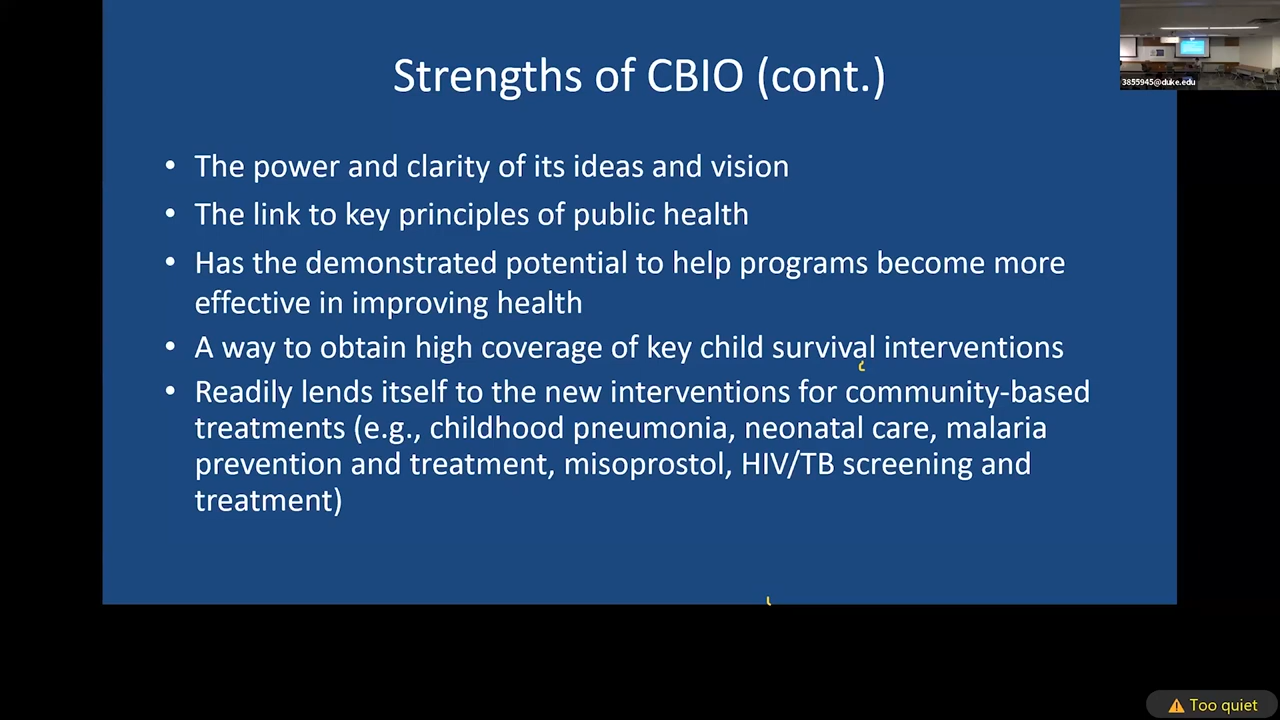 Strengths of CBIO (cont.)
3855945@duke.edu
• The power and clarity of its ideas and vision
• The link to key principles of public health
• Has the demonstrated potential to help programs become more
effective in improving health
• A way to obtain high coverage of key child survival interventions
• Readily lends itself to the new interventions for community-based
treatments (e.g., childhood pneumonia, neonatal care, malaria
prevention and treatment, misoprostol, HIV/TB screening and
treatment)
Too quiet